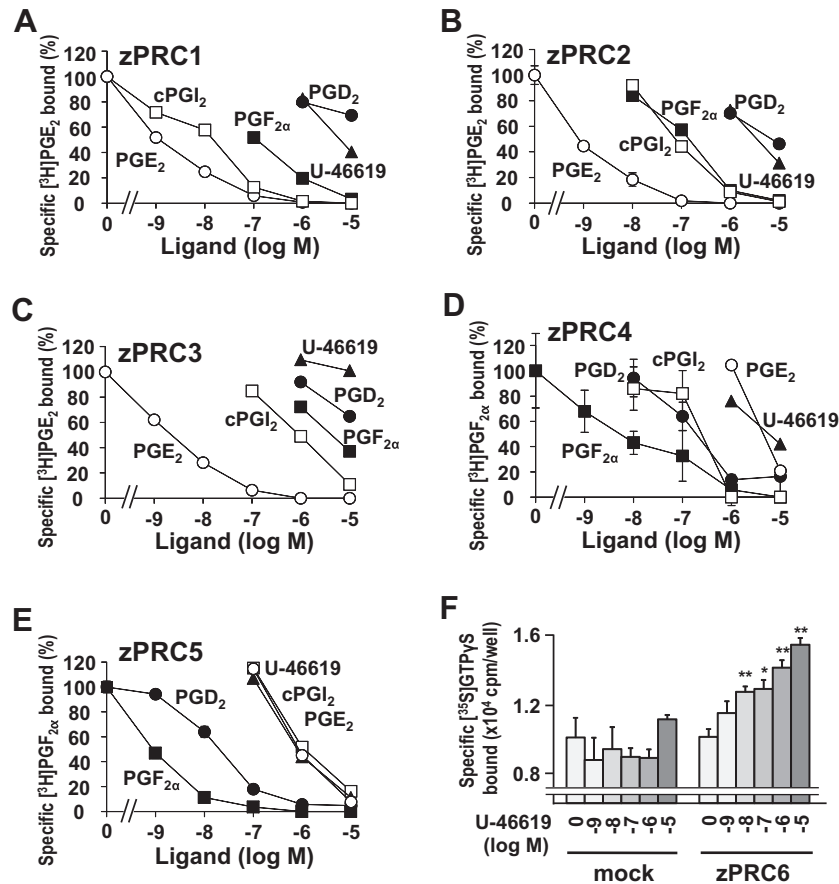 A
zPRC1
Specific [³H]PGE₂ bound (%)
120
100
80
60
40
20
0
cPGI₂
PGD₂
PGF₂α
PGE₂
U-46619
0
-9
-8
-7
-6
-5
Ligand (log M)
B
zPRC2
Specific [³H]PGE₂ bound (%)
120
100
80
60
40
20
0
PGD₂
PGF₂α
cPGI₂
PGE₂
U-46619
0
-9
-8
-7
-6
-5
Ligand (log M)
C
zPRC3
Specific [³H]PGE₂ bound (%)
120
100
80
60
40
20
0
U-46619
PGD₂
cPGI₂
PGF₂α
PGE₂
0
-9
-8
-7
-6
-5
Ligand (log M)
D
zPRC4
Specific [³H]PGF₂α bound (%)
120
100
80
60
40
20
0
cPGI₂
PGD₂
PGE₂
U-46619
PGF₂α
0
-9
-8
-7
-6
-5
Ligand (log M)
E
zPRC5
Specific [³H]PGF₂α bound (%)
120
100
80
60
40
20
0
U-46619
cPGI₂
PGE₂
PGD₂
PGF₂α
0
-9
-8
-7
-6
-5
Ligand (log M)
F
Specific [³⁵S]GTPγS
bound (x10⁴ cpm/well)
1.6
1.2
0.8
**
*
**
**
U-46619
(log M)
0
-9
-8
-7
-6
-5
0
-9
-8
-7
-6
-5
mock
zPRC6